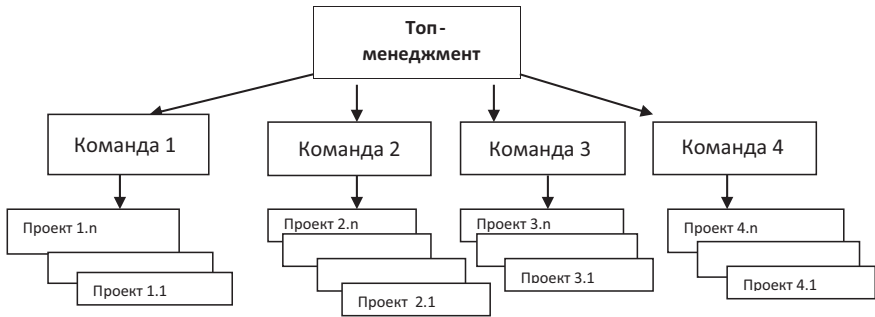 Топ-
менеджмент
Команда 1
Команда 2
Команда 3
Команда 4
Проект 1.n
Проект 2.n
Проект 3.n
Проект 4.n
Проект 1.1
Проект 2.1
Проект 3.1
Проект 4.1